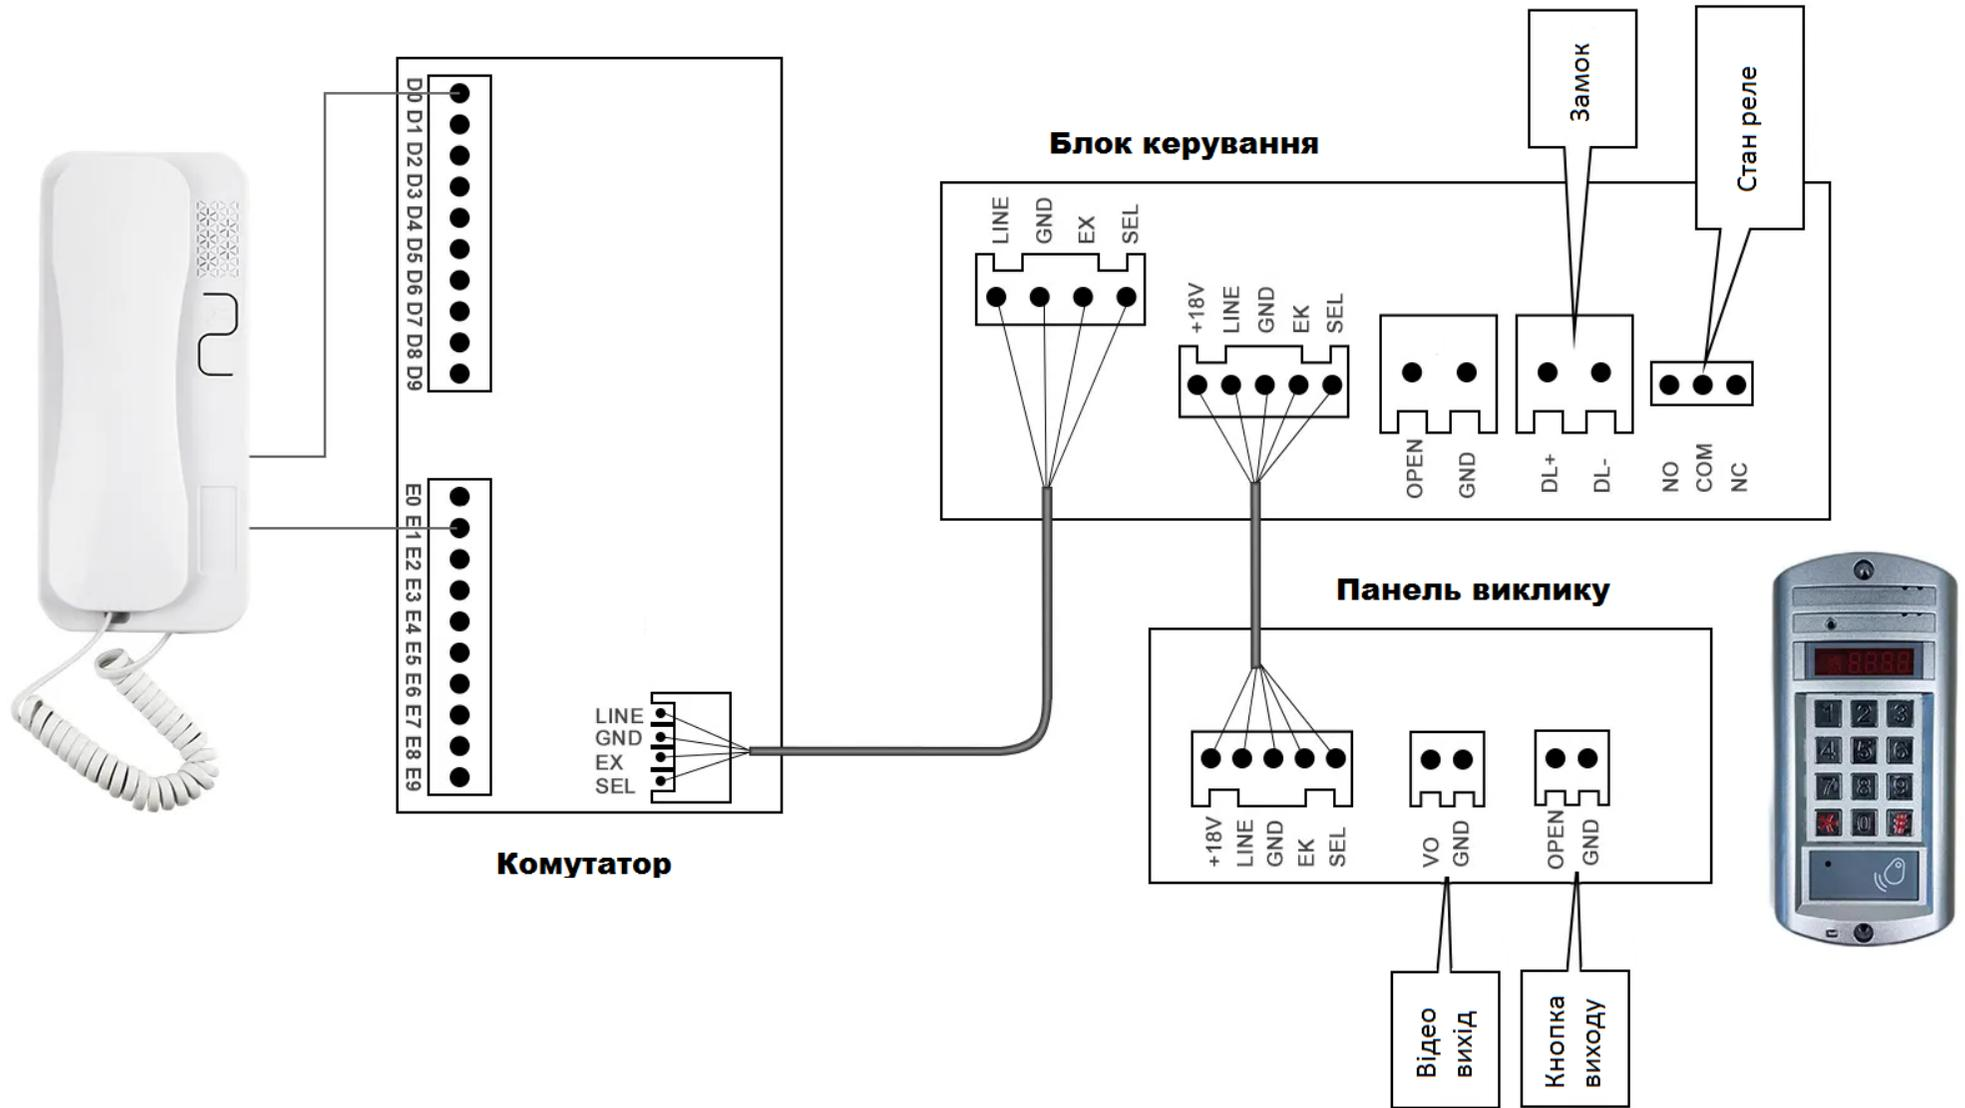 D0 D1 D2 D3 D4 D5 D6 D7 D8 D9
E0 E1 E2 E3 E4 E5 E6 E7 E8 E9
LINE
GND
EX
SEL
Комутатор
Блок керування
LINE
GND
EX
SEL
+18V
LINE
GND
EK
SEL
OPEN
GND
DL+
DL-
NO
COM
NC
Замок
Стан реле
Панель виклику
+18V
LINE
GND
EK
SEL
VO
GND
OPEN
GND
Відео
вихід
Кнопка
виходу
8888
1 2 3
4 5 6
7 8 9
* 0 #